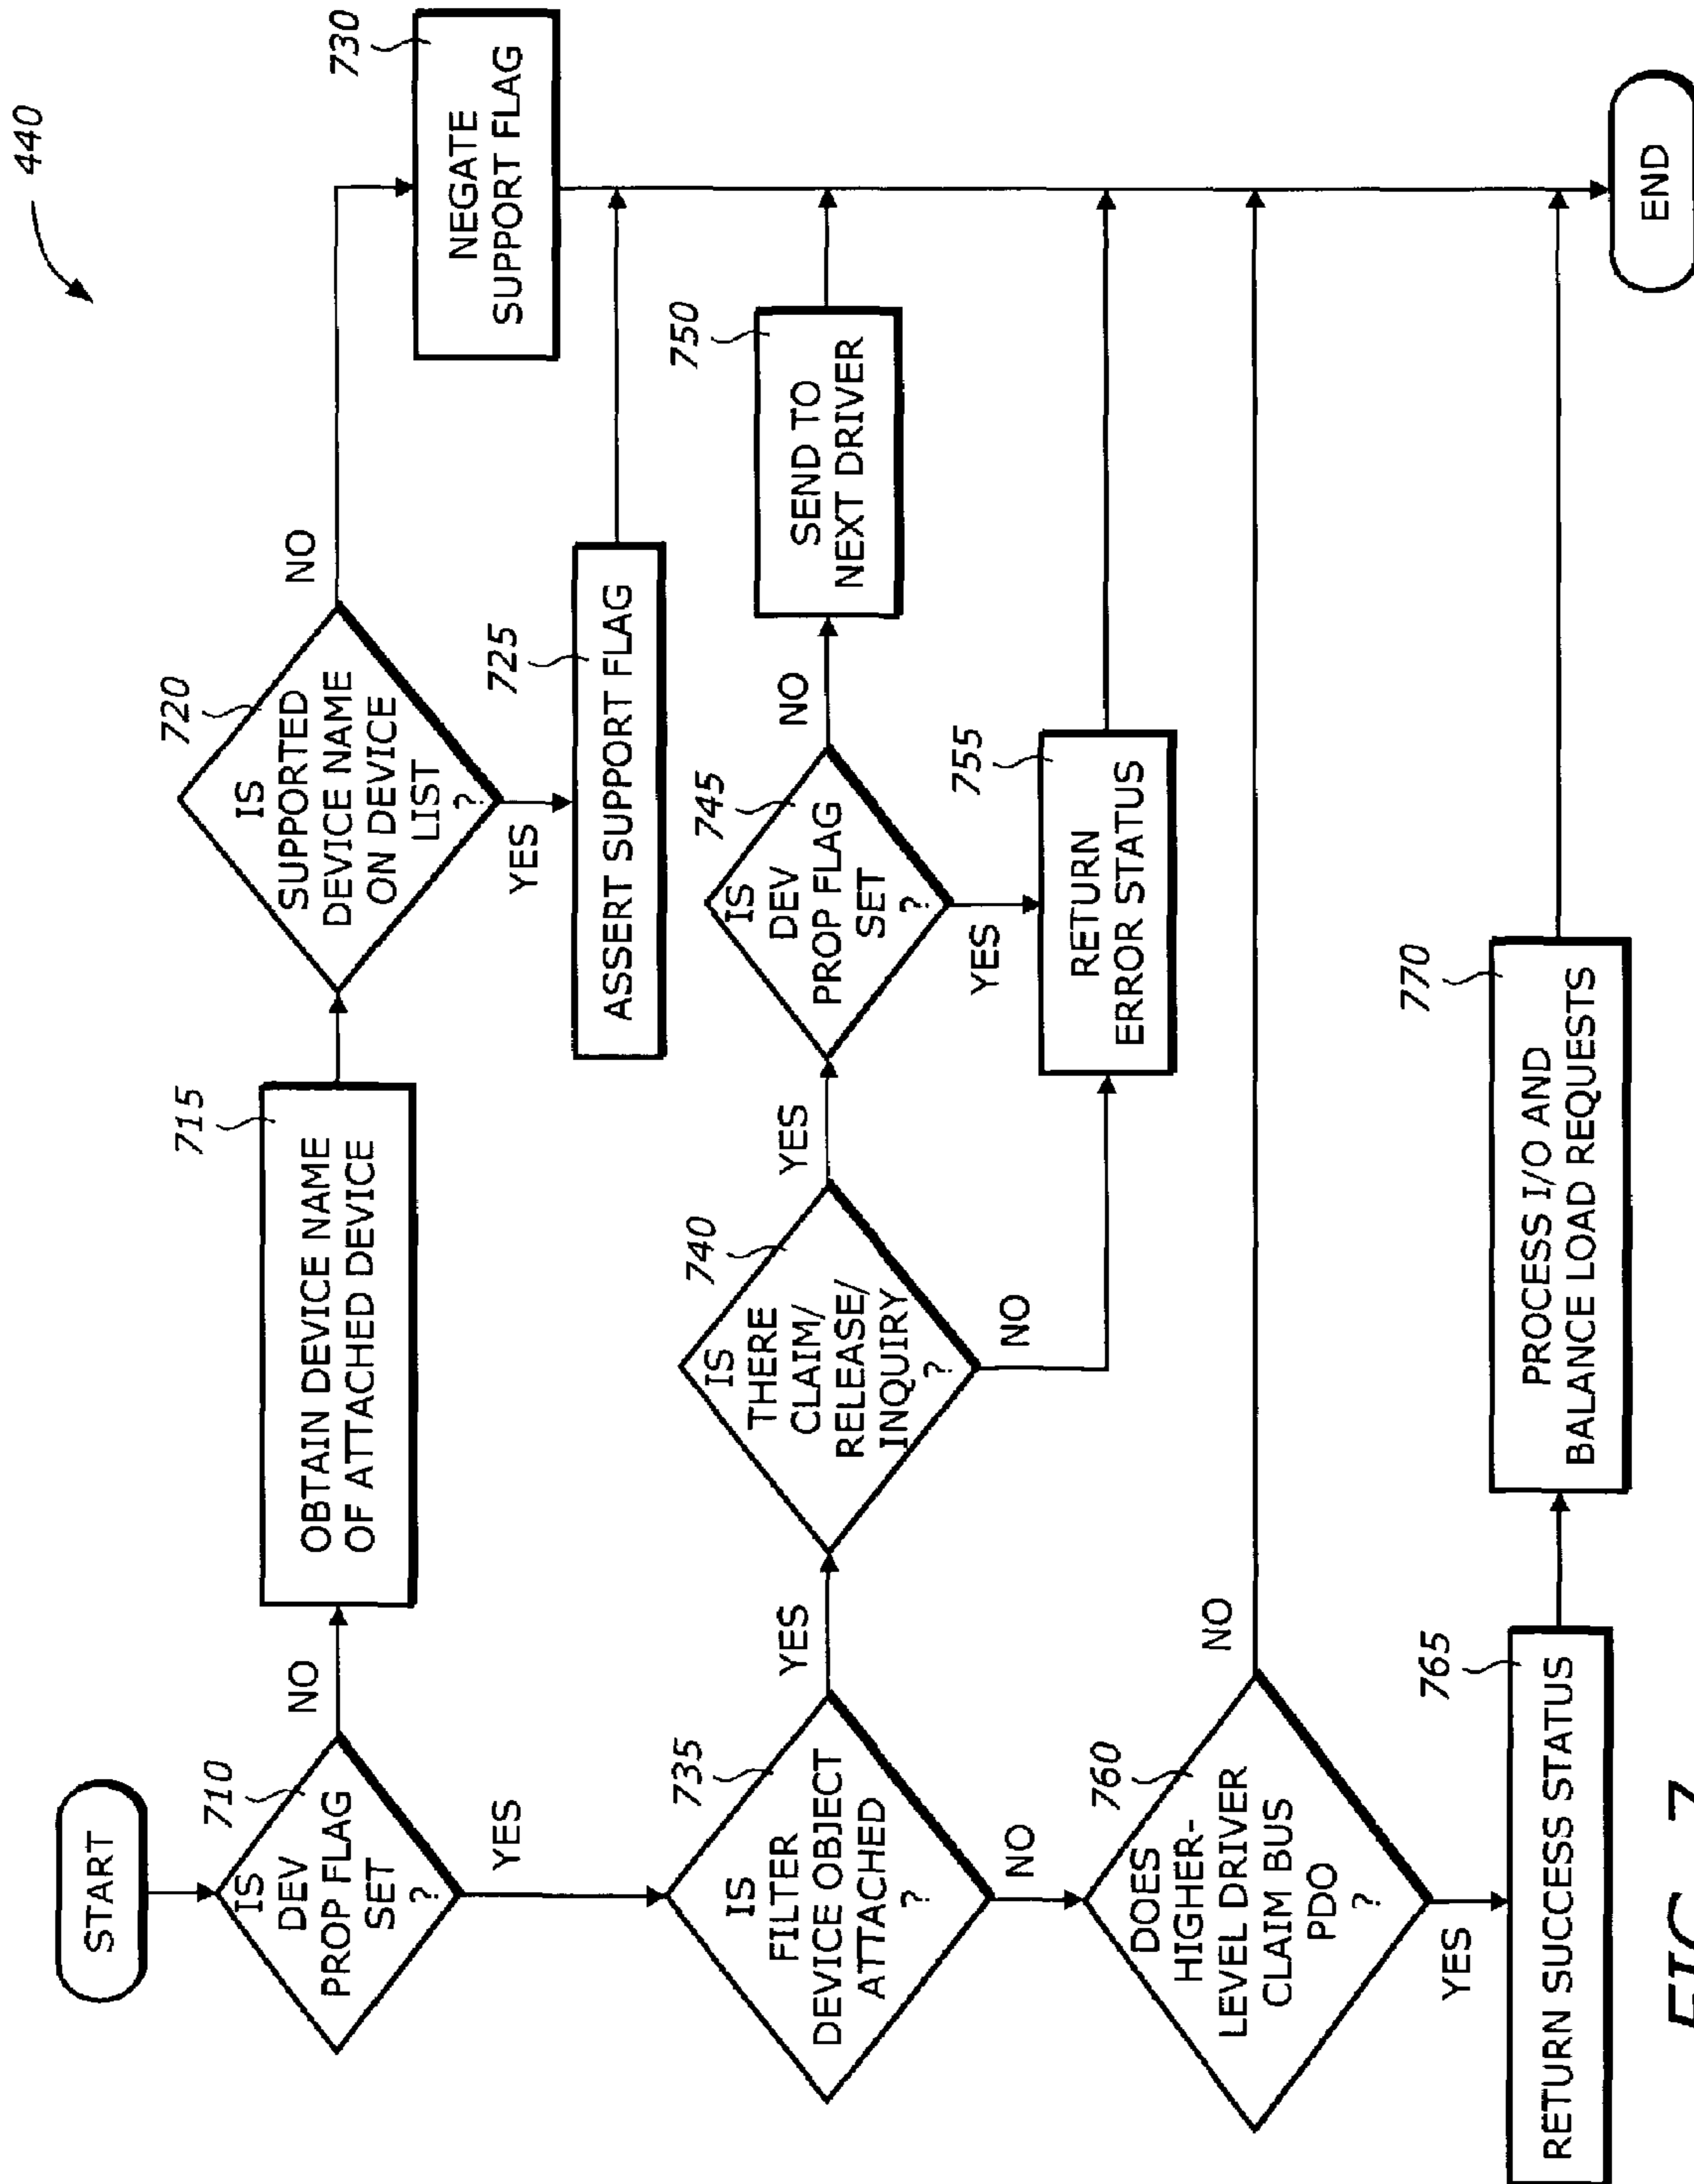 440
START
710
IS
DEV
PROP FLAG
SET
?
NO
YES
715
OBTAIN DEVICE NAME
OF ATTACHED DEVICE
720
IS
SUPPORTED
DEVICE NAME
ON DEVICE
LIST
?
NO
YES
725
ASSERT SUPPORT FLAG
730
NEGATE
SUPPORT FLAG
735
IS
FILTER
DEVICE OBJECT
ATTACHED
?
YES
NO
740
IS
THERE
CLAIM/
RELEASE/
INQUIRY
?
YES
NO
745
IS
DEV
PROP FLAG
SET
?
NO
YES
750
SEND TO
NEXT DRIVER
755
RETURN
ERROR STATUS
760
DOES
HIGHER-
LEVEL DRIVER
CLAIM BUS
PDO
?
NO
YES
765
RETURN SUCCESS STATUS
770
PROCESS I/O AND
BALANCE LOAD REQUESTS
END
FIG. 7